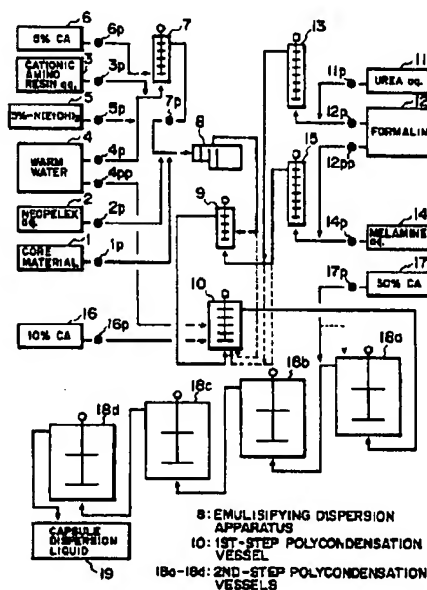 6
6p
7
5% CA
3
CATIONIC
AMINO
RESIN aq.
3p
5
5p
7p
4
WARM
WATER
4p
4pp
8
2
NEOPELEX
aq.
2p
1
CORE
MATERIAL
1p
9
10
16
10% CA
16p
13
11
11p
UREA aq.
12
12p
FORMALIN
12pp
15
14p
14
MELAMINE
aq.
17p
17
30% CA
18a
18b
18c
18d
CAPSULE
DISPERSION
LIQUID
19
8: EMULISIFYING DISPERSION
APPARATUS
10: 1ST-STEP POLYCONDENSATION
VESSEL
18a-18d: 2ND-STEP POLYCONDENSATION
VESSELS